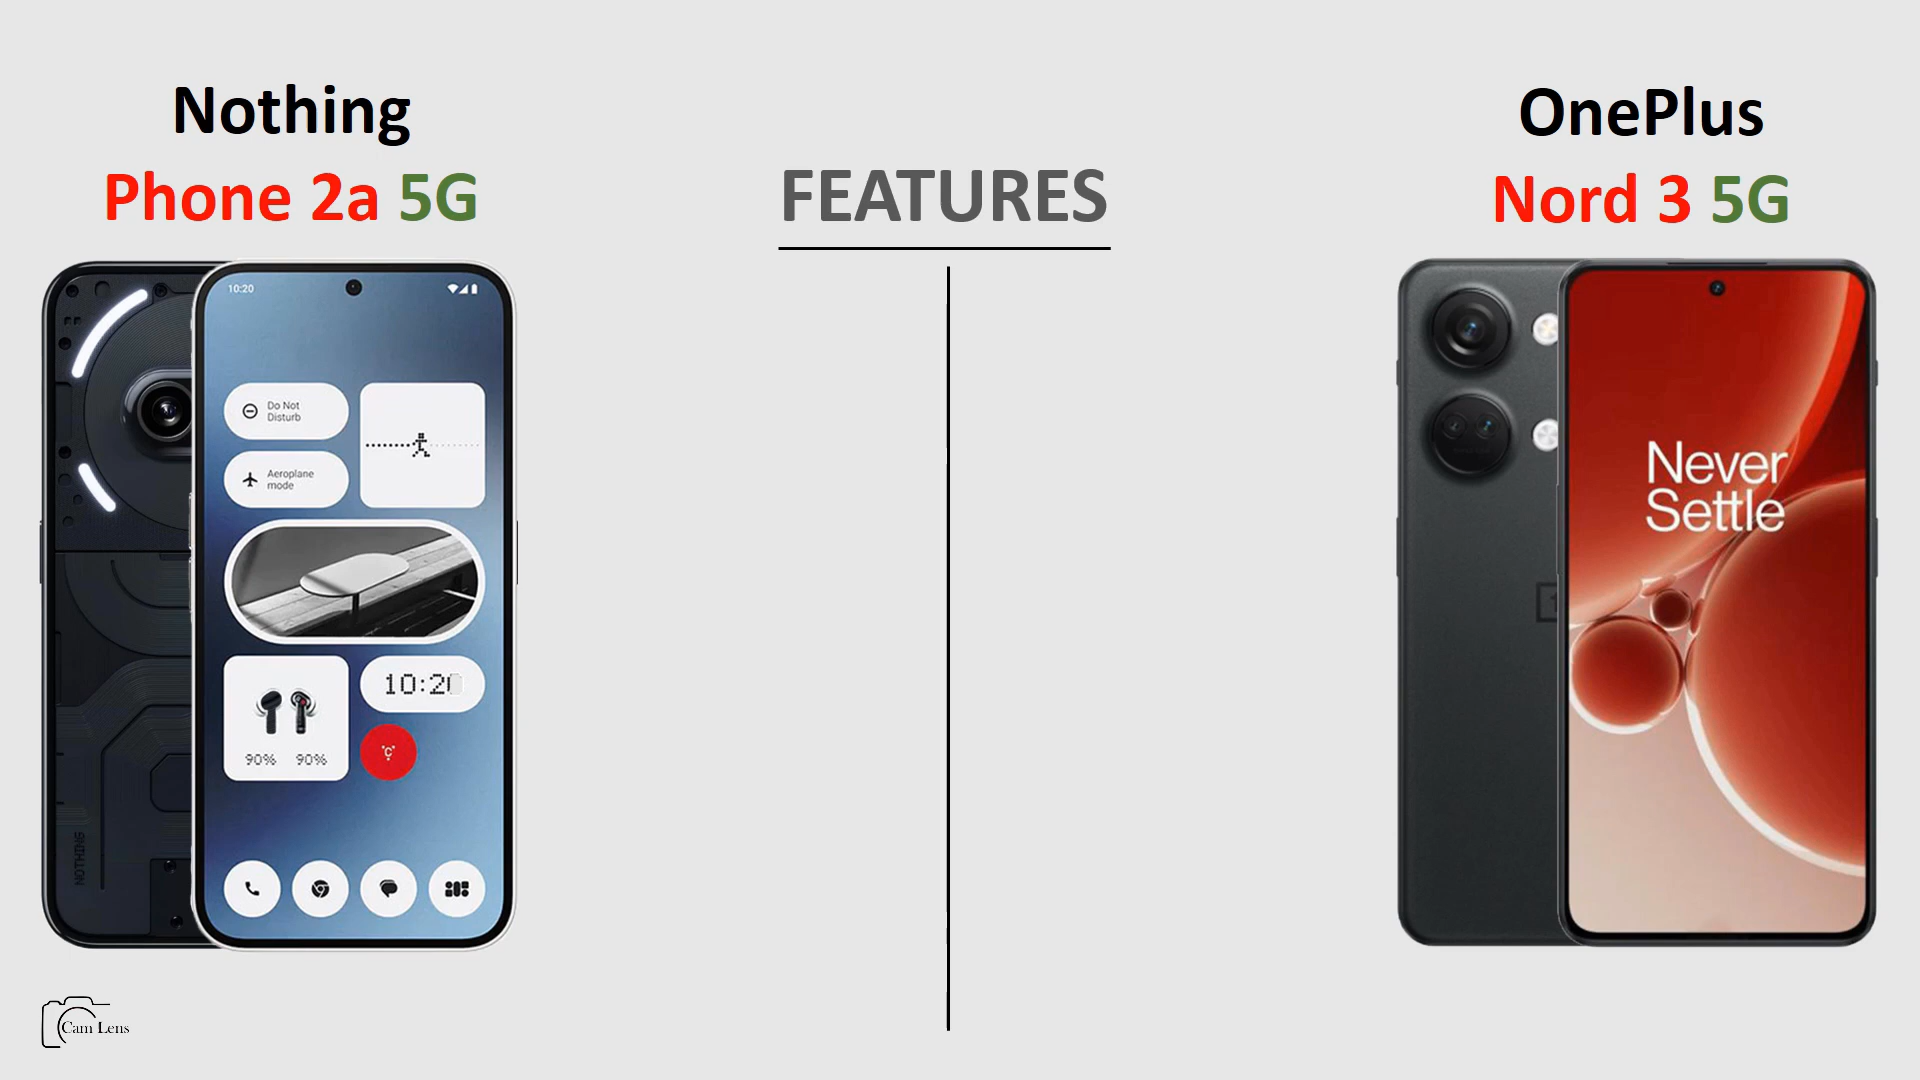 Nothing
Phone 2a 5G
FEATURES
OnePlus
Nord 3 5G
10:20
Do Not
Disturb
Aeroplane
mode
90% 90%
°C
NOTHING
Never
Settle
Cam Lens